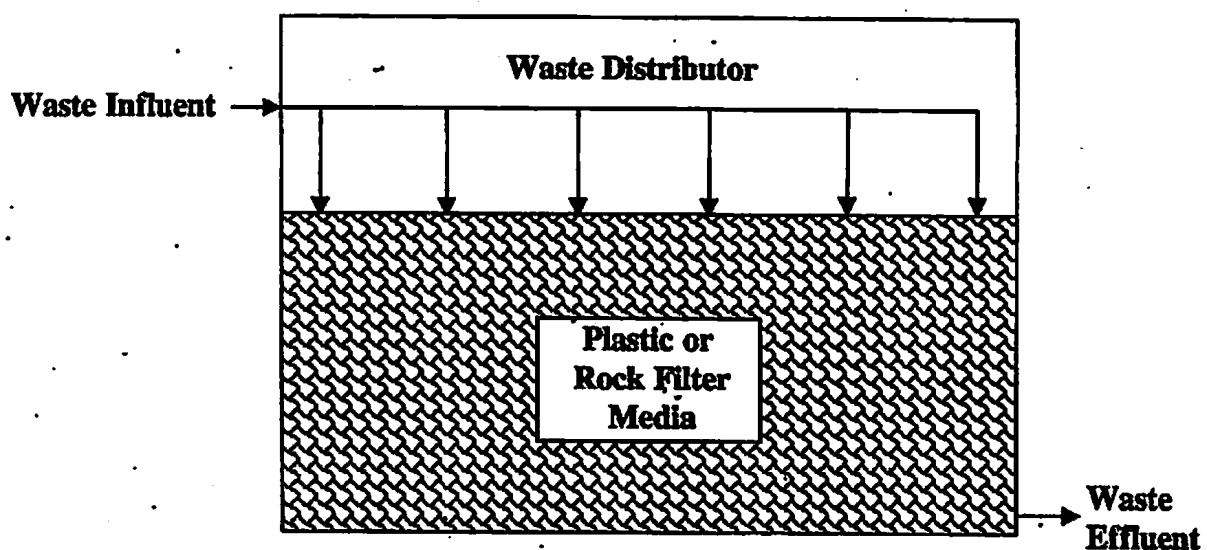 Waste Distributor
Waste Influent
Plastic or
Rock Filter
Media
Waste
Effluent